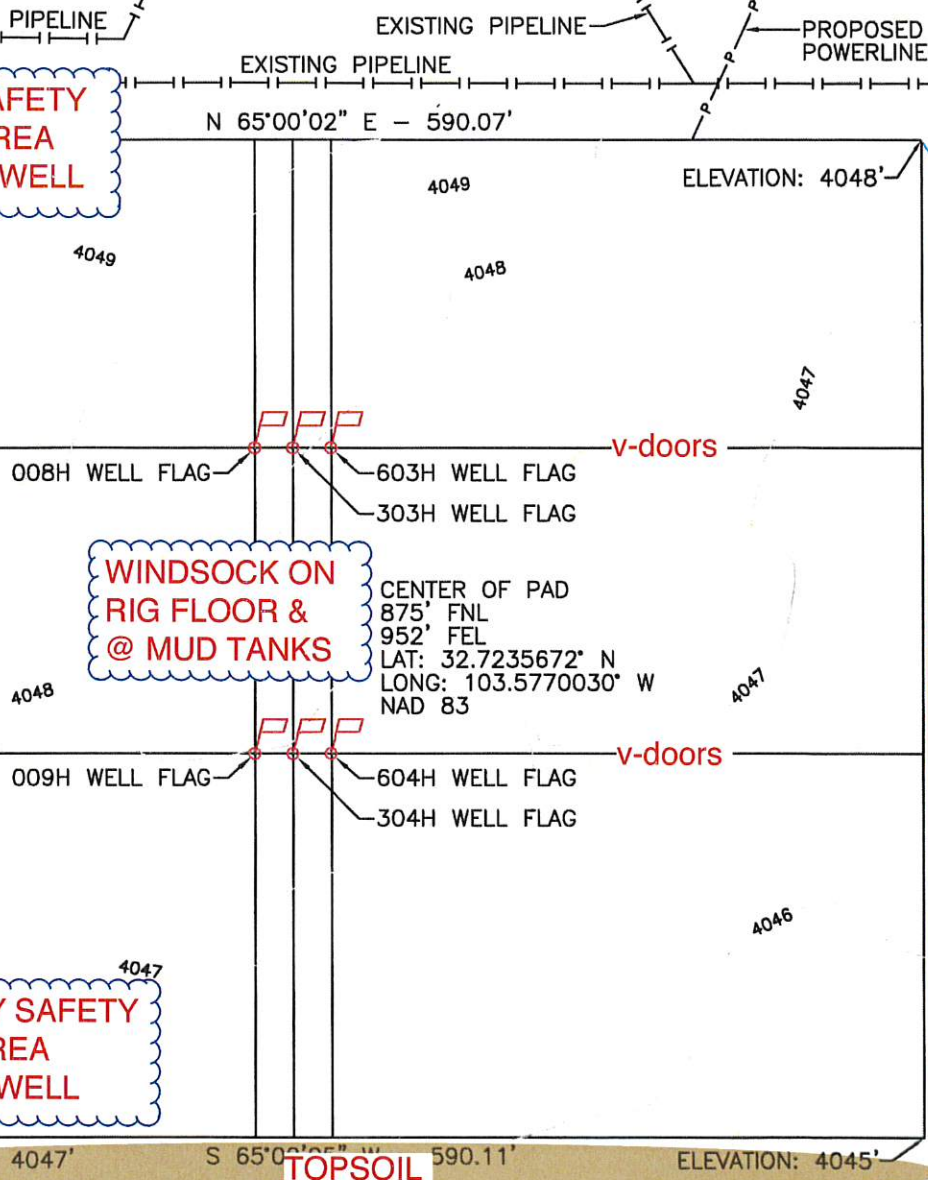 PIPELINE
EXISTING PIPELINE
PROPOSED
POWERLINE
P
P
P
P
EXISTING PIPELINE
SAFETY
AREA
WELL
N 65°00'02" E - 590.07'
ELEVATION: 4048'
4049
4049
4048
4047
v-doors
008H WELL FLAG
603H WELL FLAG
303H WELL FLAG
WINDSOCK ON
RIG FLOOR &
@ MUD TANKS
CENTER OF PAD
875' FNL
952' FEL
LAT: 32.7235672° N
LONG: 103.5770030° W
NAD 83
4048
4047
v-doors
009H WELL FLAG
604H WELL FLAG
304H WELL FLAG
4046
4047
Y SAFETY
REA
WELL
4047'
S 65° W 590.11'
TOPSOIL
ELEVATION: 4045'